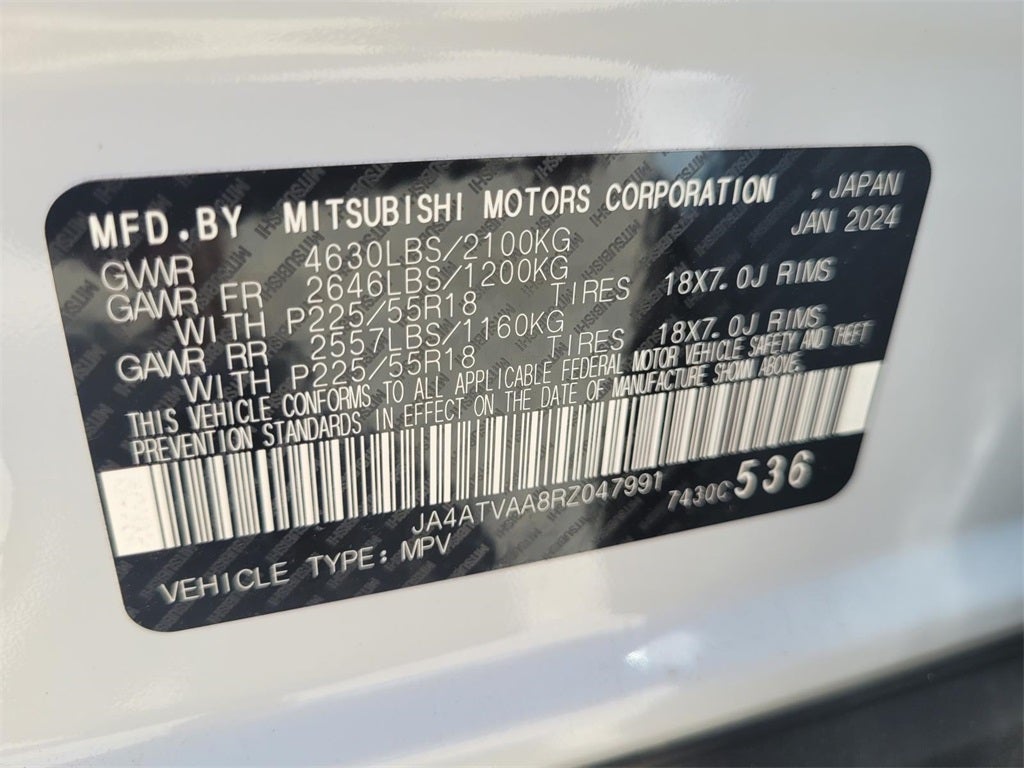 MFD.BY MITSUBISHI MOTORS CORPORATION , JAPAN
JAN 2024
GVWR 4630LBS/2100KG
GAWR FR 2646LBS/1200KG
WITH P225/55R18 TIRES 18X7.0J RIMS
GAWR RR 2557LBS/1160KG
WITH P225/55R18 TIRES 18X7.0J RIMS
THIS VEHICLE CONFORMS TO ALL APPLICABLE FEDERAL MOTOR VEHICLE SAFETY AND THEFT
PREVENTION STANDARDS IN EFFECT ON THE DATE OF MANUFACTURE SHOWN ABOVE.
JA4ATVAA8RZ047991 7430C 536
VEHICLE TYPE: MPV